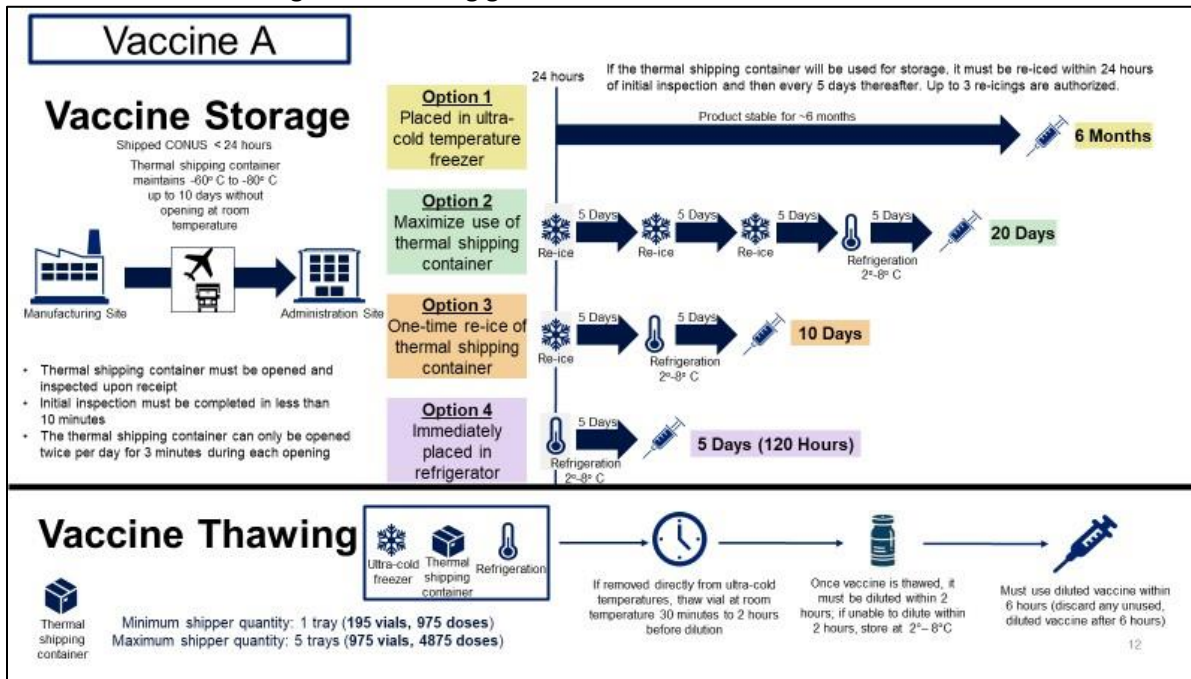 Vaccine A
Vaccine Storage
Shipped CONUS < 24 hours
Thermal shipping container
maintains -60º C to -80º C
up to 10 days without
opening at room
temperature
Manufacturing Site
Administration Site
• Thermal shipping container must be opened and
inspected upon receipt
• Initial inspection must be completed in less than
10 minutes
• The thermal shipping container can only be opened
twice per day for 3 minutes during each opening
24 hours
If the thermal shipping container will be used for storage, it must be re-iced within 24 hours
of initial inspection and then every 5 days thereafter. Up to 3 re-icings are authorized.
Option 1
Placed in ultra-
cold temperature
freezer
Product stable for ~6 months
6 Months
Option 2
Maximize use of
thermal shipping
container
5 Days
5 Days
5 Days
5 Days
Re-ice
Re-ice
Re-ice
Refrigeration
2º-8º C
20 Days
Option 3
One-time re-ice of
thermal shipping
container
5 Days
5 Days
Re-ice
Refrigeration
2º-8º C
10 Days
Option 4
Immediately
placed in
refrigerator
5 Days
Refrigeration
2º-8º C
5 Days (120 Hours)
Vaccine Thawing
Ultra-cold
freezer
Thermal
shipping
container
Refrigeration
Thermal
shipping
container
Minimum shipper quantity: 1 tray (195 vials, 975 doses)
Maximum shipper quantity: 5 trays (975 vials, 4875 doses)
If removed directly from ultra-cold
temperatures, thaw vial at room
temperature 30 minutes to 2 hours
before dilution
Once vaccine is thawed, it
must be diluted within 2
hours; if unable to dilute within
2 hours, store at 2°– 8°C
Must use diluted vaccine within
6 hours (discard any unused,
diluted vaccine after 6 hours)
12